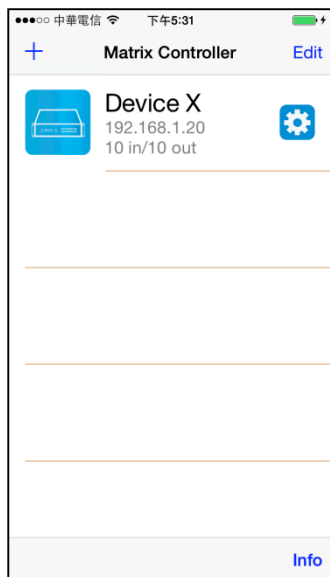 中華電信 下午5:31
+ Matrix Controller Edit
Device X
192.168.1.20
10 in/10 out
Info